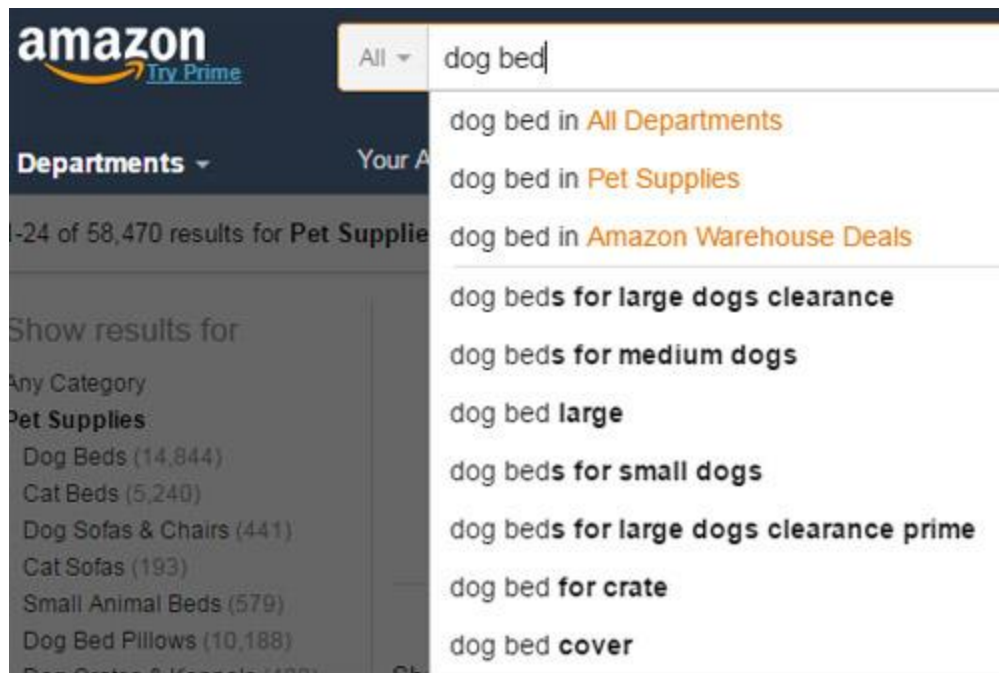 amazon
Try Prime
All
dog bed
Departments
Your A
dog bed in All Departments
dog bed in Pet Supplies
dog bed in Amazon Warehouse Deals
dog beds for large dogs clearance
dog beds for medium dogs
dog bed large
dog beds for small dogs
dog beds for large dogs clearance prime
dog bed for crate
dog bed cover
1-24 of 58,470 results for Pet Supplie
Show results for
Any Category
Pet Supplies
Dog Beds (14,844)
Cat Beds (5,240)
Dog Sofas & Chairs (441)
Cat Sofas (193)
Small Animal Beds (579)
Dog Bed Pillows (10,188)